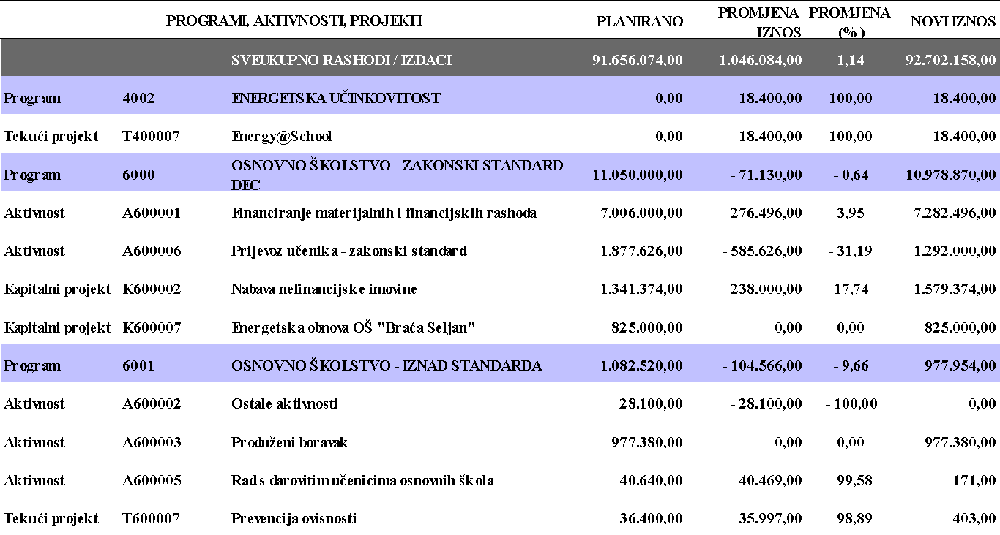 PROGRAMI, AKTIVNOSTI, PROJEKTI PLANIRANO PROMJENA IZNOS PROMJENA (%) NOVI IZNOS
SVEUKUPNO RASHODI / IZDACI 91.656.074,00 1.046.084,00 1,14 92.702.158,00
Program 4002 ENERGETSKA UČINKOVITOST 0,00 18.400,00 100,00 18.400,00
Tekući projekt T400007 Energy@School 0,00 18.400,00 100,00 18.400,00
Program 6000 OSNOVNO ŠKOLSTVO - ZAKONSKI STANDARD - DEC 11.050.000,00 - 71.130,00 - 0,64 10.978.870,00
Aktivnost A600001 Financiranje materijalnih i financijskih rashoda 7.006.000,00 276.496,00 3,95 7.282.496,00
Aktivnost A600006 Prijevoz učenika - zakonski standard 1.877.626,00 - 585.626,00 - 31,19 1.292.000,00
Kapitalni projekt K600002 Nabava nefinancijske imovine 1.341.374,00 238.000,00 17,74 1.579.374,00
Kapitalni projekt K600007 Energetska obnova OŠ "Braća Seljan" 825.000,00 0,00 0,00 825.000,00
Program 6001 OSNOVNO ŠKOLSTVO - IZNAD STANDARDA 1.082.520,00 - 104.566,00 - 9,66 977.954,00
Aktivnost A600002 Ostale aktivnosti 28.100,00 - 28.100,00 - 100,00 0,00
Aktivnost A600003 Produženi boravak 977.380,00 0,00 0,00 977.380,00
Aktivnost A600005 Rad s darovitim učenicima osnovnih škola 40.640,00 - 40.469,00 - 99,58 171,00
Tekući projekt T600007 Prevencija ovisnosti 36.400,00 - 35.997,00 - 98,89 403,00